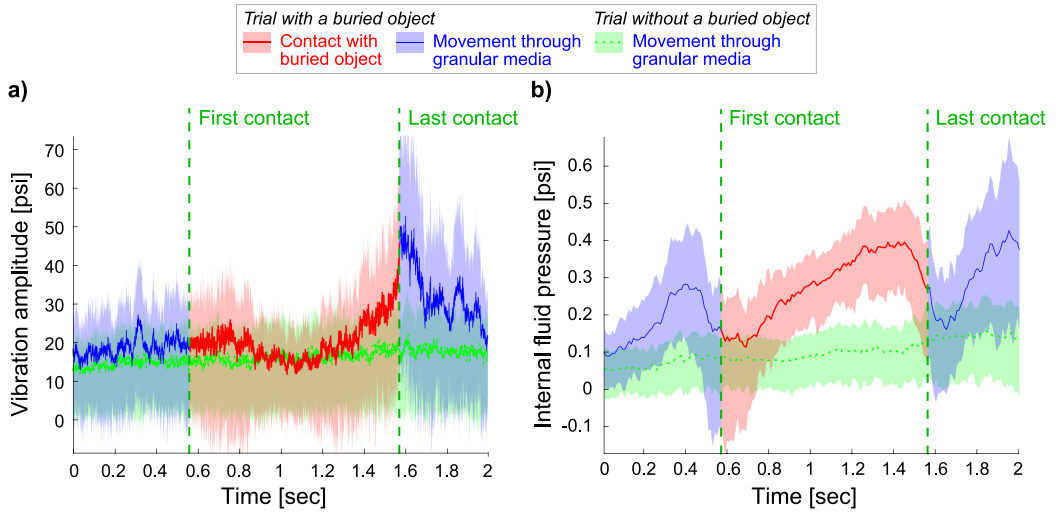 Trial with a buried object
Trial without a buried object
Contact with
buried object
Movement through
granular media
Movement through
granular media
a)
First contact
Last contact
Vibration amplitude [psi]
70
60
50
40
30
20
10
0
0
0.2
0.4
0.6
0.8
1
1.2
1.4
1.6
1.8
2
Time [sec]
b)
First contact
Last contact
Internal fluid pressure [psi]
0.6
0.5
0.4
0.3
0.2
0.1
0
-0.1
0
0.2
0.4
0.6
0.8
1
1.2
1.4
1.6
1.8
2
Time [sec]